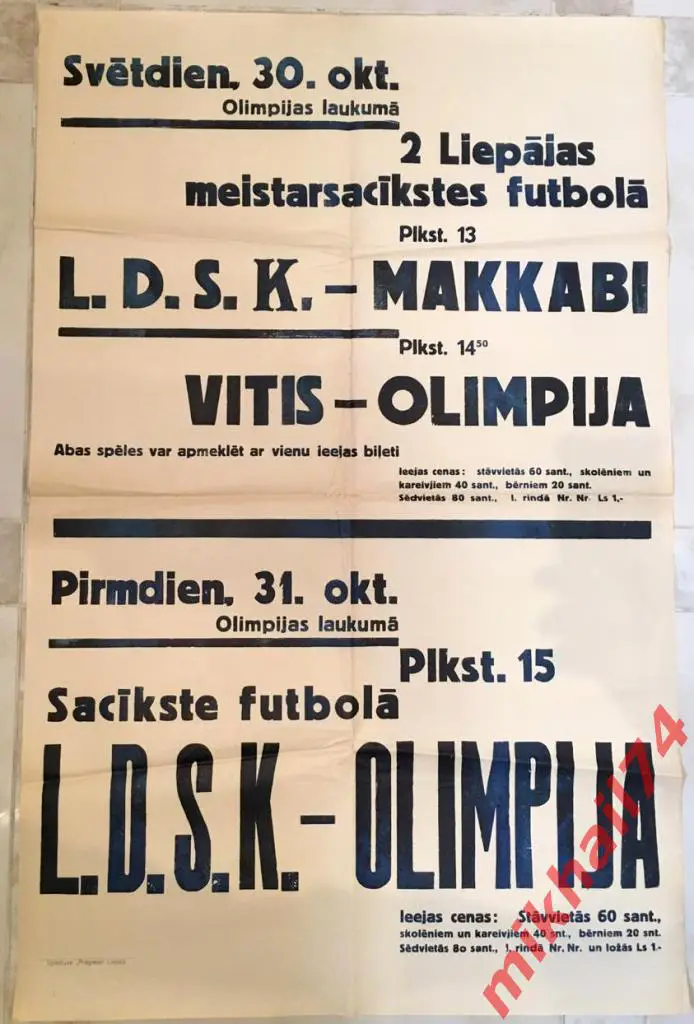 Svētdien, 30. okt.
Olimpijas laukumā
2 Liepājas
meistarsacīkstes futbolā
Plkst. 13
L. D. S. K. – MAKKABI
Plkst. 14⁵⁰
VITIS – OLIMPIJA
Abas spēles var apmeklēt ar vienu ieejas biļeti
Ieejas cenas: stāvvietās 60 sant., skolēniem un
kareivjiem 40 sant., bērniem 20 sant.
Sēdvietās 80 sant., I. rindā Nr. Nr. Ls 1,-
Pirmdien, 31. okt.
Olimpijas laukumā
Plkst. 15
Sacīkste futbolā
L.D.S.K. – OLIMPIJA
Ieejas cenas: Stāvvietās 60 sant.,
skolēniem un kareivjiem 40 snt., bērniem 20 snt.
Sēdvietās 80 sant., I. rindā Nr. Nr. un ložās Ls 1.-
mikhail74